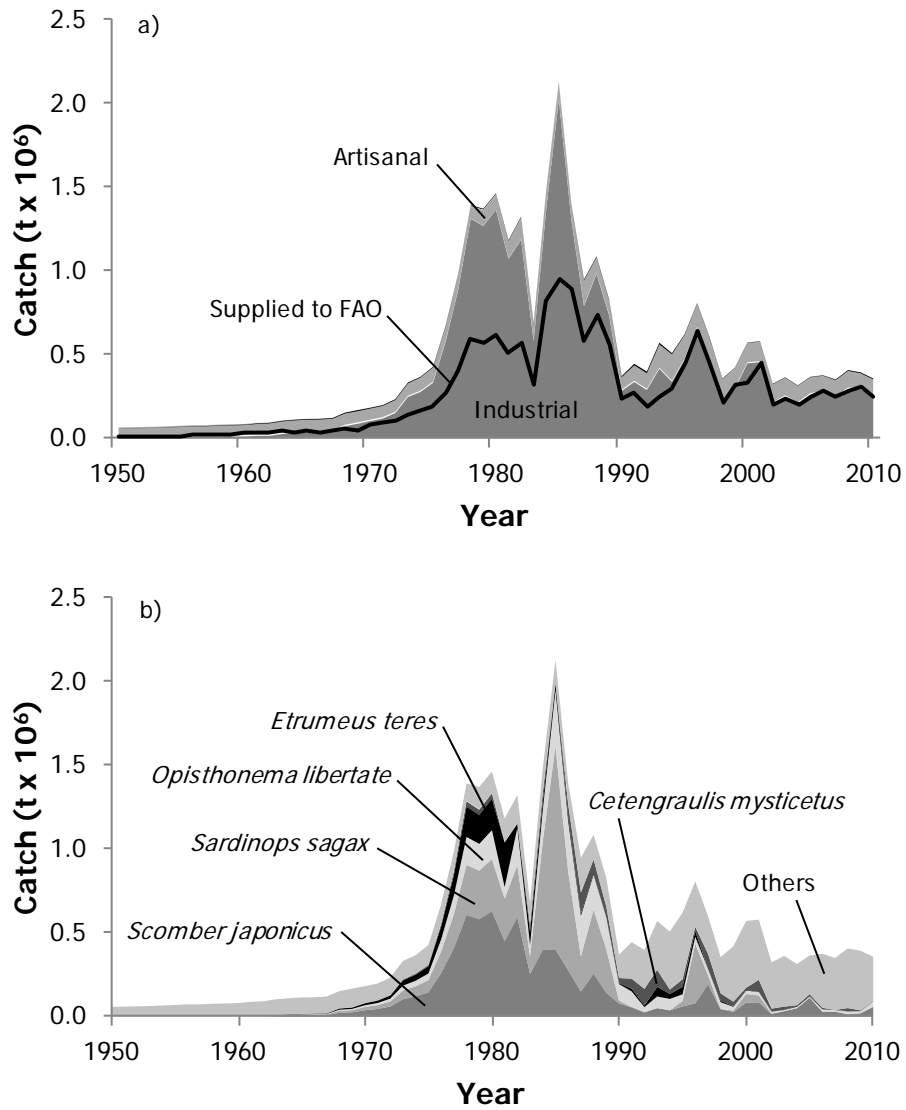 a)
2.5
2.0
1.5
1.0
0.5
0.0
Catch (t x 10⁶)
Artisanal
Supplied to FAO
Industrial
1950 1960 1970 1980 1990 2000 2010
Year
b)
2.5
2.0
1.5
1.0
0.5
0.0
Catch (t x 10⁶)
Etrumeus teres
Opisthonema libertate
Cetengraulis mysticetus
Sardinops sagax
Others
Scomber japonicus
1950 1960 1970 1980 1990 2000 2010
Year